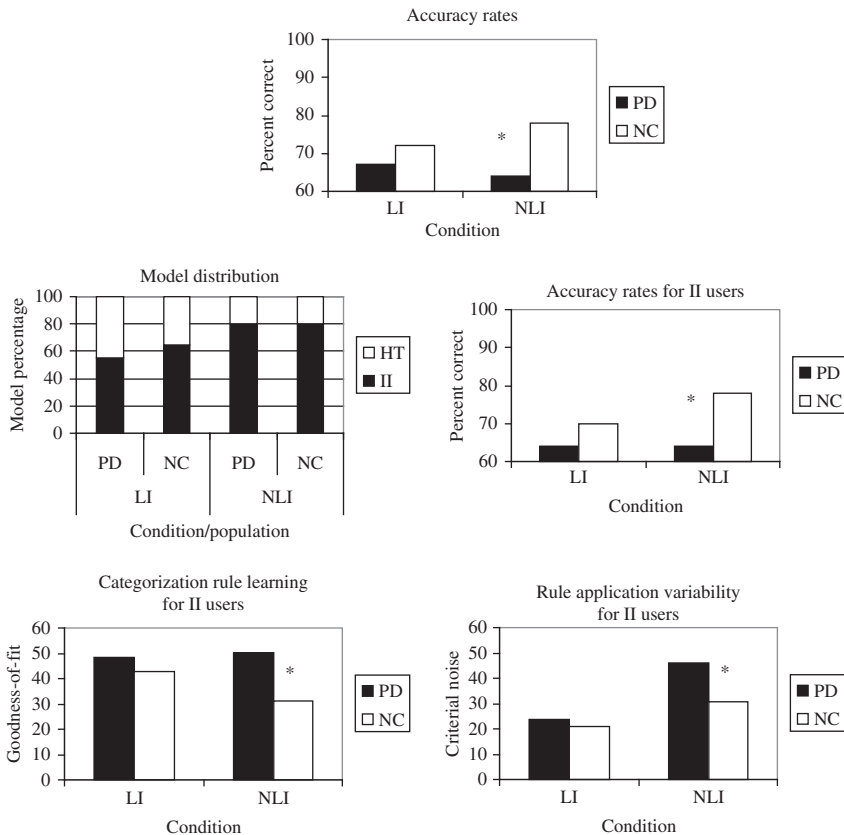 Accuracy rates
100
90
80
70
60
Percent correct
*
LI
NLI
Condition
PD
NC
Model distribution
100
80
60
40
20
0
Model percentage
PD
NC
PD
NC
LI
NLI
Condition/population
HT
II
Accuracy rates for II users
100
90
80
70
60
Percent correct
*
LI
NLI
Condition
PD
NC
Categorization rule learning
for II users
60
50
40
30
20
10
0
Goodness-of-fit
*
LI
NLI
Condition
PD
NC
Rule application variability
for II users
60
50
40
30
20
10
0
Criterial noise
*
LI
NLI
Condition
PD
NC